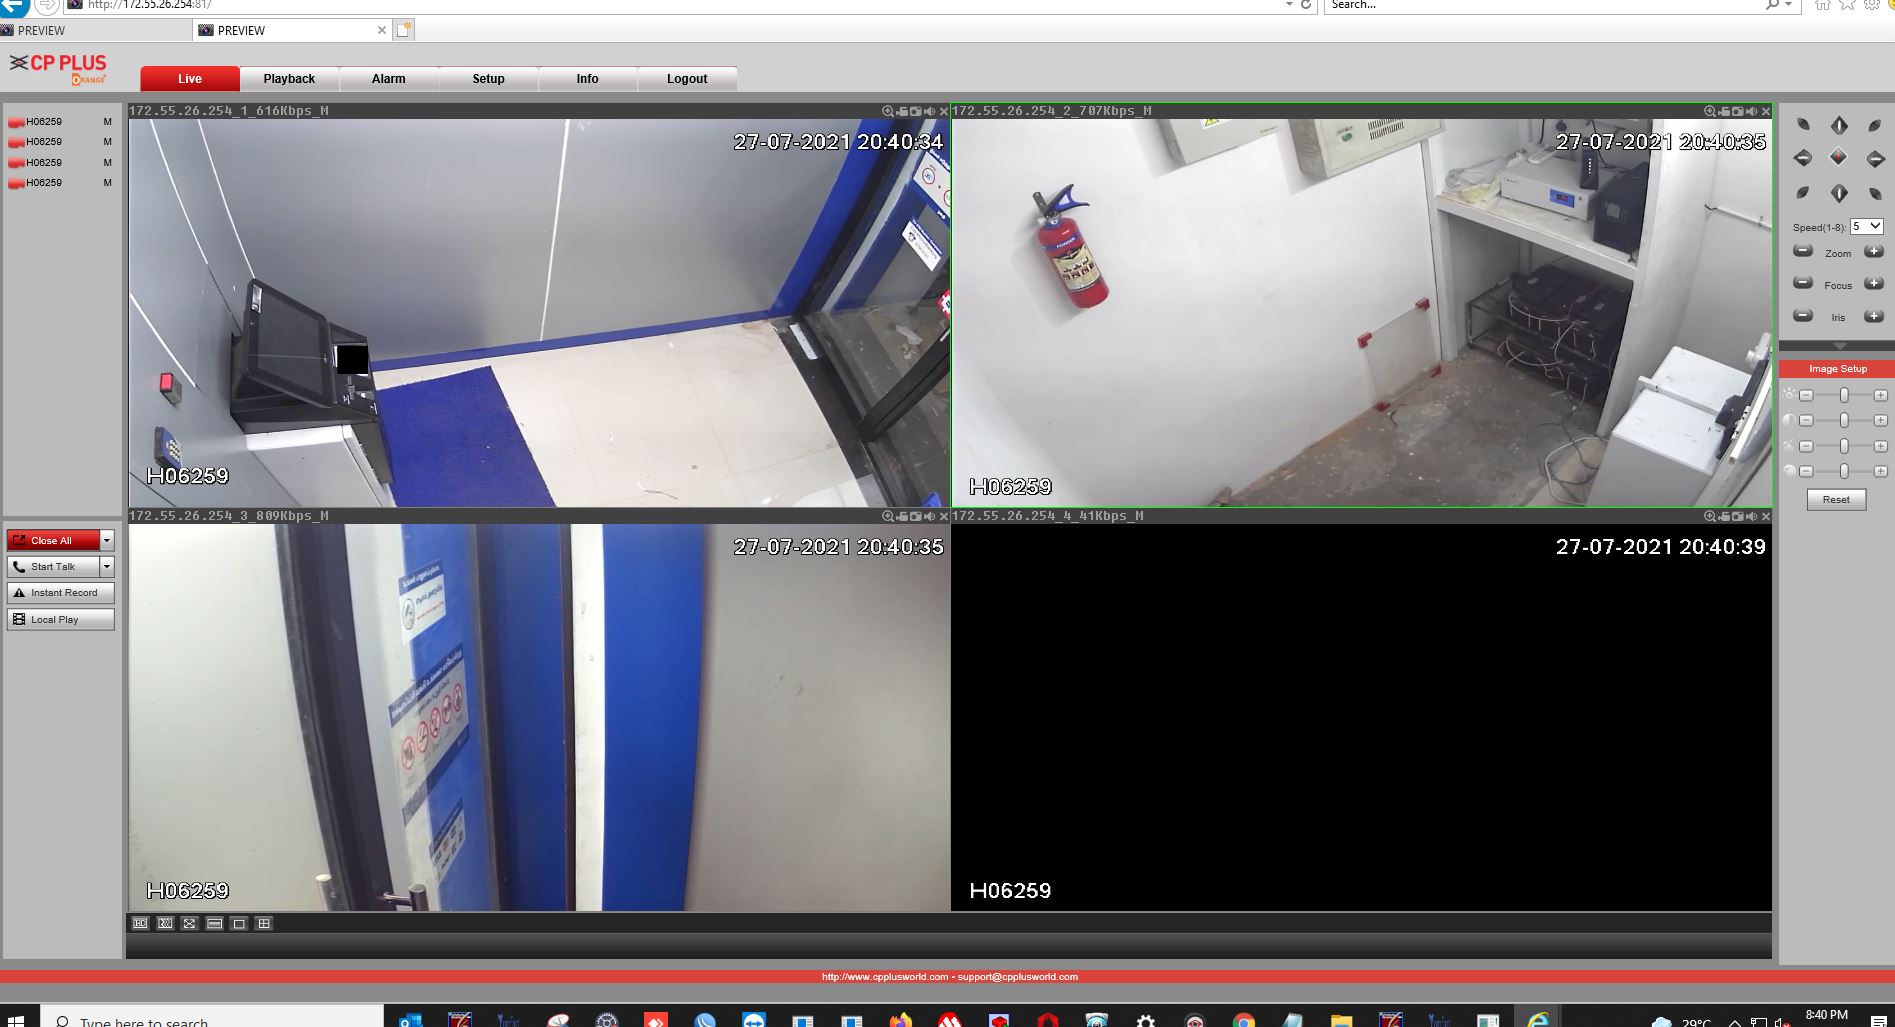 http://172.55.26.254:81/
Search...
PREVIEW
PREVIEW
CP PLUS
ORANGE
Live
Playback
Alarm
Setup
Info
Logout
H06259 M
H06259 M
H06259 M
H06259 M
172.55.26.254_1_616Kbps_M
27-07-2021 20:40:34
H06259
172.55.26.254_2_707Kbps_M
27-07-2021 20:40:35
POWDER
H06259
172.55.26.254_3_809Kbps_M
27-07-2021 20:40:35
H06259
172.55.26.254_4_41Kbps_M
27-07-2021 20:40:39
H06259
Speed(1-8): 5
Zoom
Focus
Iris
Image Setup
Reset
Close All
Start Talk
Instant Record
Local Play
http://www.cpplusworld.com - support@cpplusworld.com
Type here to search
29°C
8:40 PM